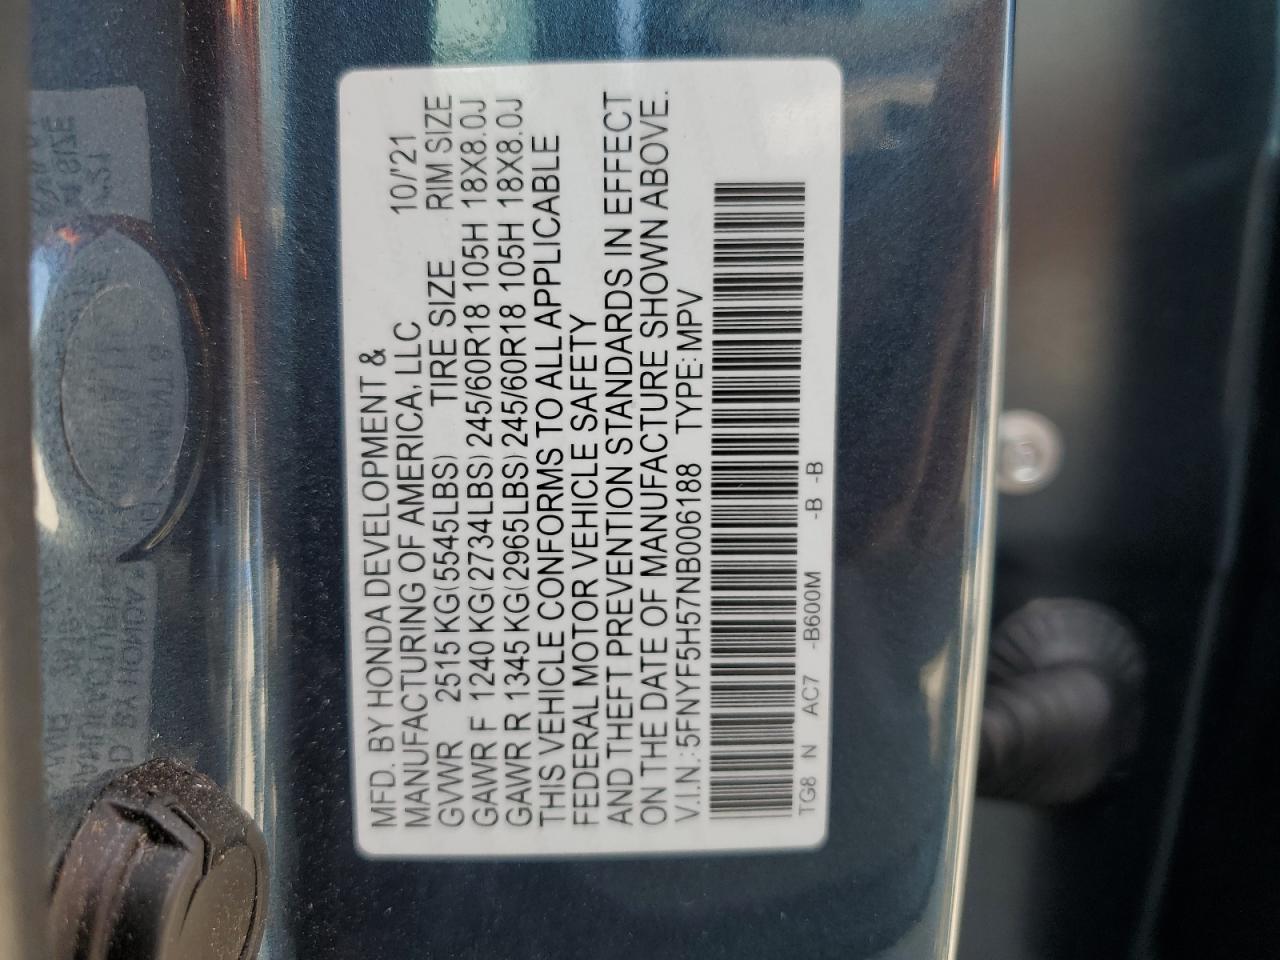 MFD. BY HONDA DEVELOPMENT &
MANUFACTURING OF AMERICA, LLC 10/'21
GVWR 2515 KG(5545LBS) TIRE SIZE RIM SIZE
GAWR F 1240 KG(2734LBS) 245/60R18 105H 18X8.0J
GAWR R 1345 KG(2965LBS) 245/60R18 105H 18X8.0J
THIS VEHICLE CONFORMS TO ALL APPLICABLE
FEDERAL MOTOR VEHICLE SAFETY
AND THEFT PREVENTION STANDARDS IN EFFECT
ON THE DATE OF MANUFACTURE SHOWN ABOVE.
V.I.N.: 5FNYF5H57NB006188 TYPE: MPV
TG8 N AC7 -B600M -B -B